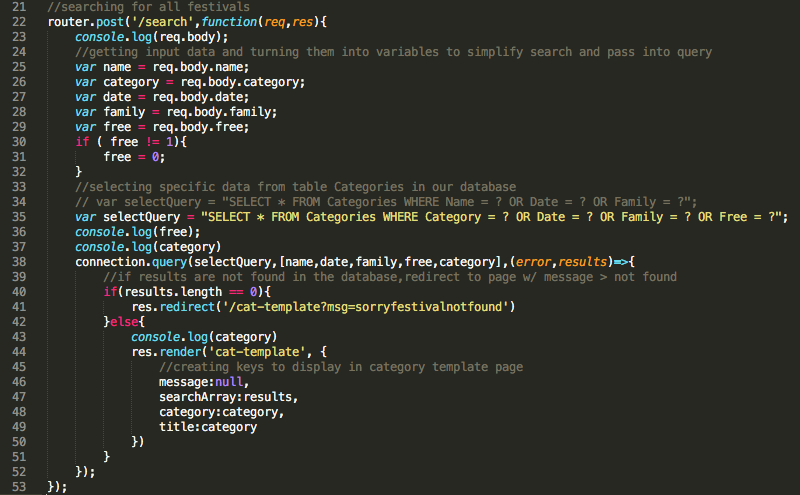 21 //searching for all festivals
22 router.post('/search',function(req,res){
23     console.log(req.body);
24     //getting input data and turning them into variables to simplify search and pass into query
25     var name = req.body.name;
26     var category = req.body.category;
27     var date = req.body.date;
28     var family = req.body.family;
29     var free = req.body.free;
30     if ( free != 1){
31         free = 0;
32     }
33     //selecting specific data from table Categories in our database
34     // var selectQuery = "SELECT * FROM Categories WHERE Name = ? OR Date = ? OR Family = ?";
35     var selectQuery = "SELECT * FROM Categories WHERE Category = ? OR Date = ? OR Family = ? OR Free = ?";
36     console.log(free);
37     console.log(category)
38     connection.query(selectQuery,[name,date,family,free,category],(error,results)=>{
39         //if results are not found in the database,redirect to page w/ message > not found
40         if(results.length == 0){
41             res.redirect('/cat-template?msg=sorryfestivalnotfound')
42         }else{
43             console.log(category)
44             res.render('cat-template', {
45                 //creating keys to display in category template page
46                 message:null,
47                 searchArray:results,
48                 category:category,
49                 title:category
50             })
51         }
52     });
53 });